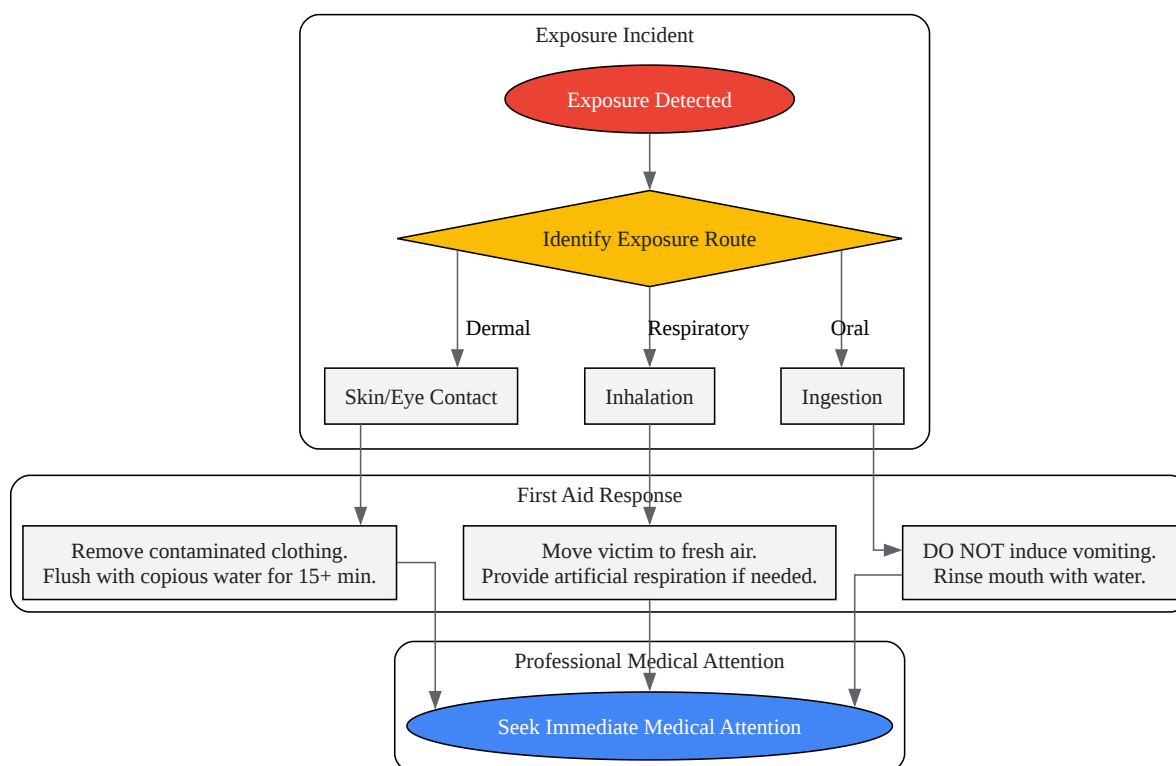 Exposure Incident
Exposure Detected
Identify Exposure Route
Dermal
Respiratory
Oral
Skin/Eye Contact
Inhalation
Ingestion
First Aid Response
Remove contaminated clothing.
Flush with copious water for 15+ min.
Move victim to fresh air.
Provide artificial respiration if needed.
DO NOT induce vomiting.
Rinse mouth with water.
Professional Medical Attention
Seek Immediate Medical Attention